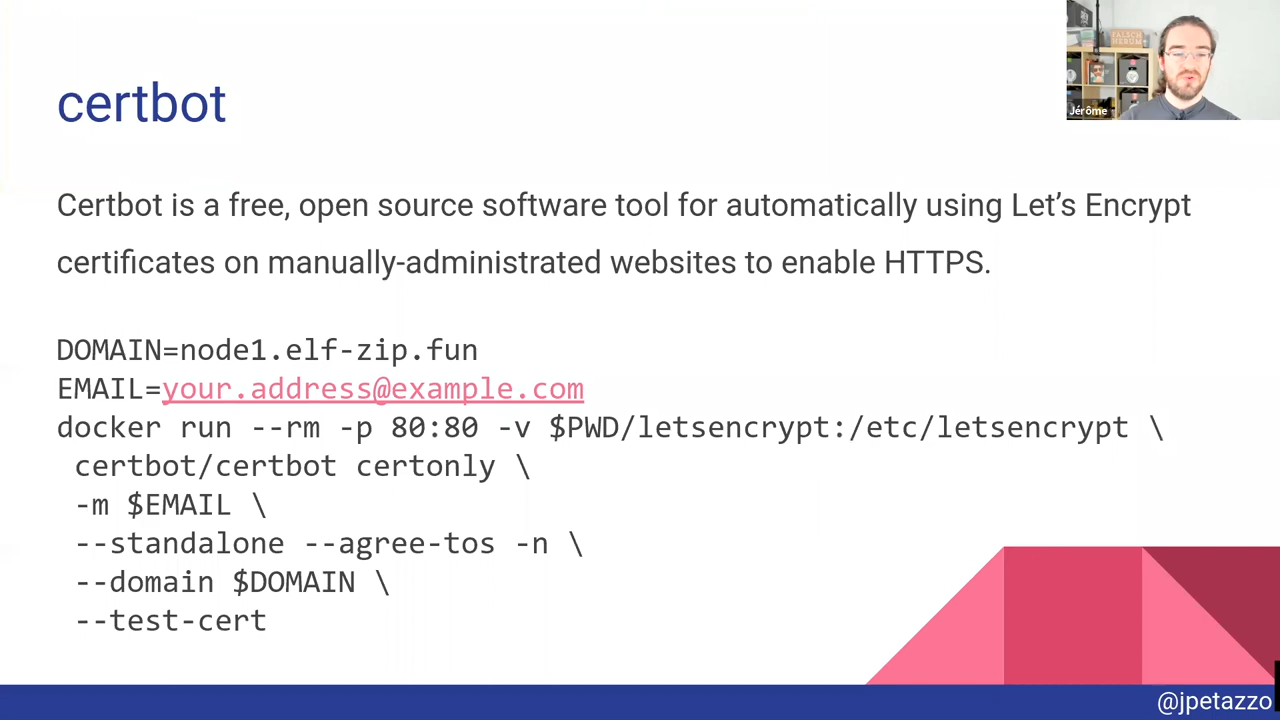 certbot
Certbot is a free, open source software tool for automatically using Let’s Encrypt
certificates on manually-administrated websites to enable HTTPS.
DOMAIN=node1.elf-zip.fun
EMAIL=your.address@example.com
docker run --rm -p 80:80 -v $PWD/letsencrypt:/etc/letsencrypt \
certbot/certbot certonly \
-m $EMAIL \
--standalone --agree-tos -n \
--domain $DOMAIN \
--test-cert
FALSCH
HERUM
Jérôme
@jpetazzo